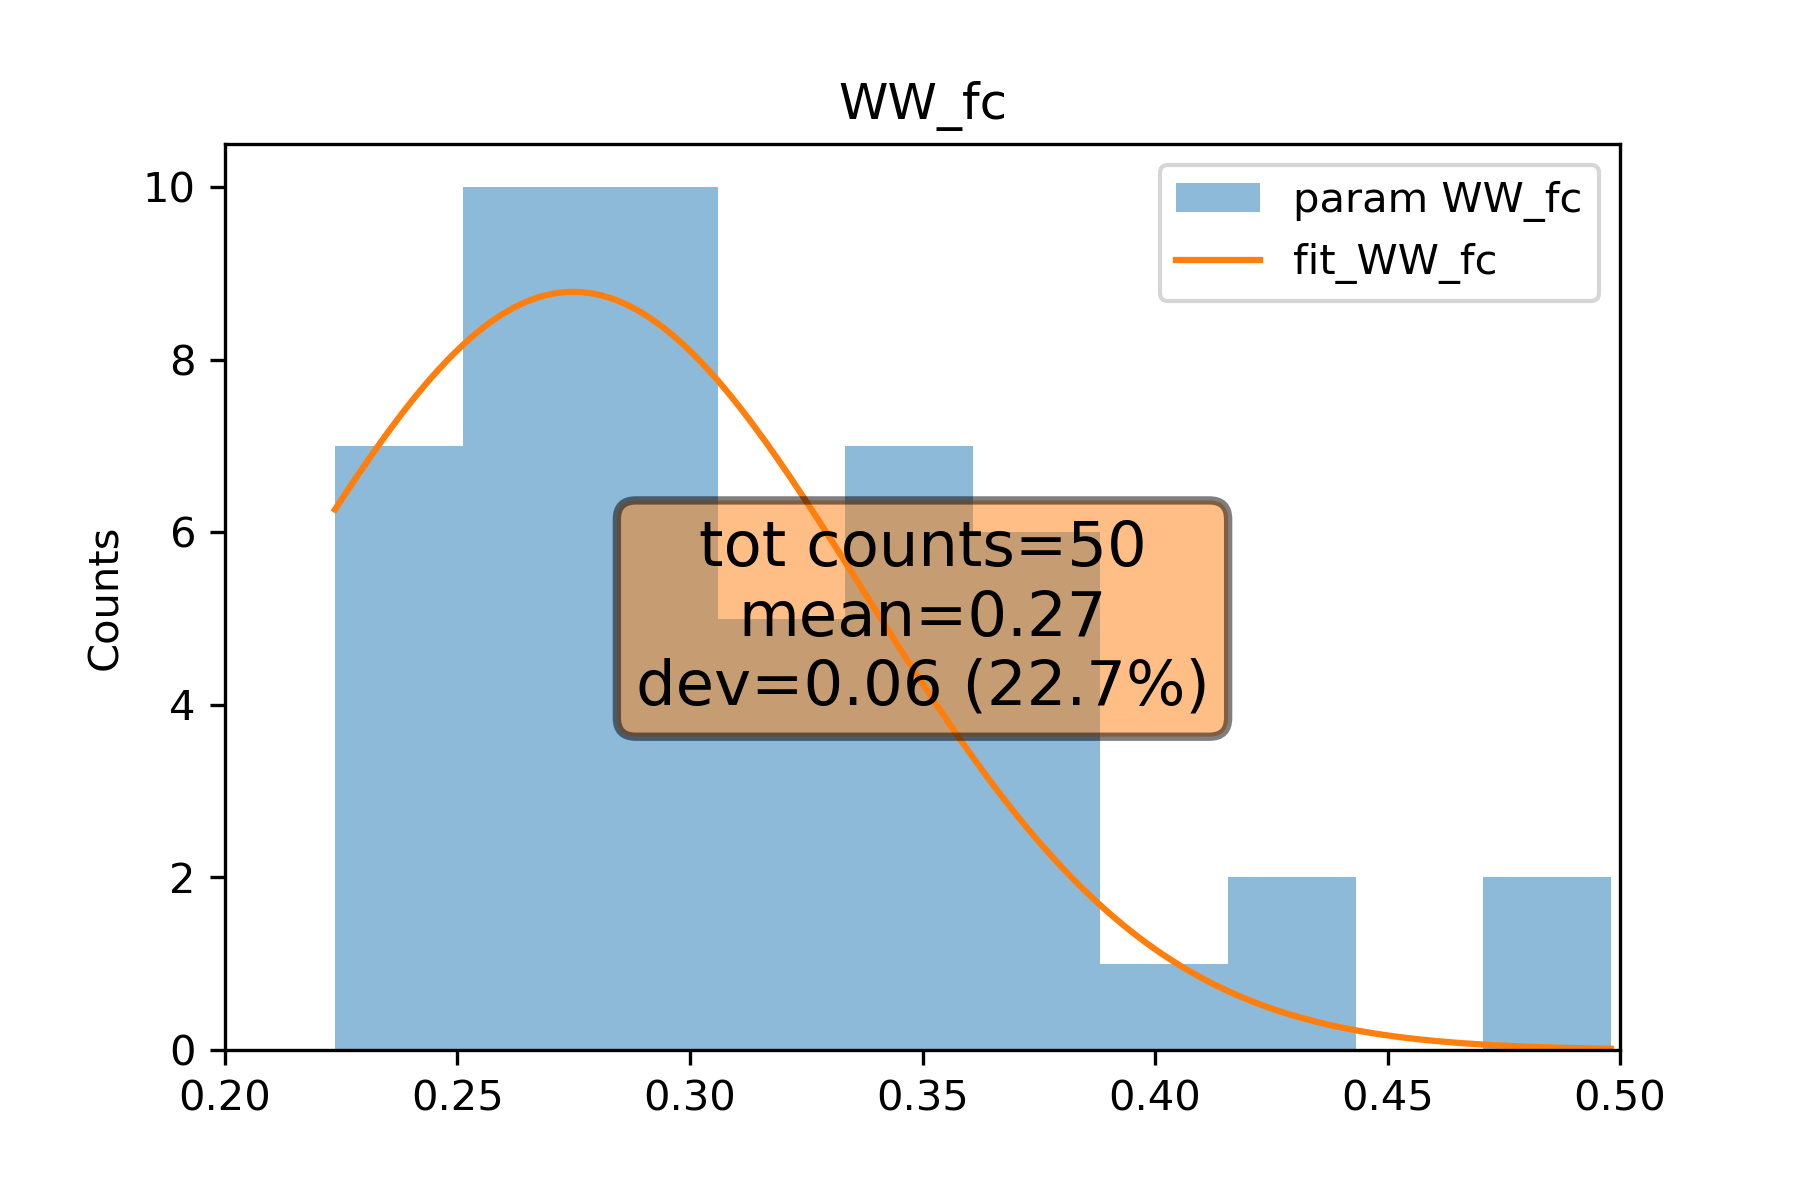 WW_fc
param WW_fc
fit_WW_fc
10
8
6
4
2
0
Counts
tot counts=50
mean=0.27
dev=0.06 (22.7%)
0.20 0.25 0.30 0.35 0.40 0.45 0.50